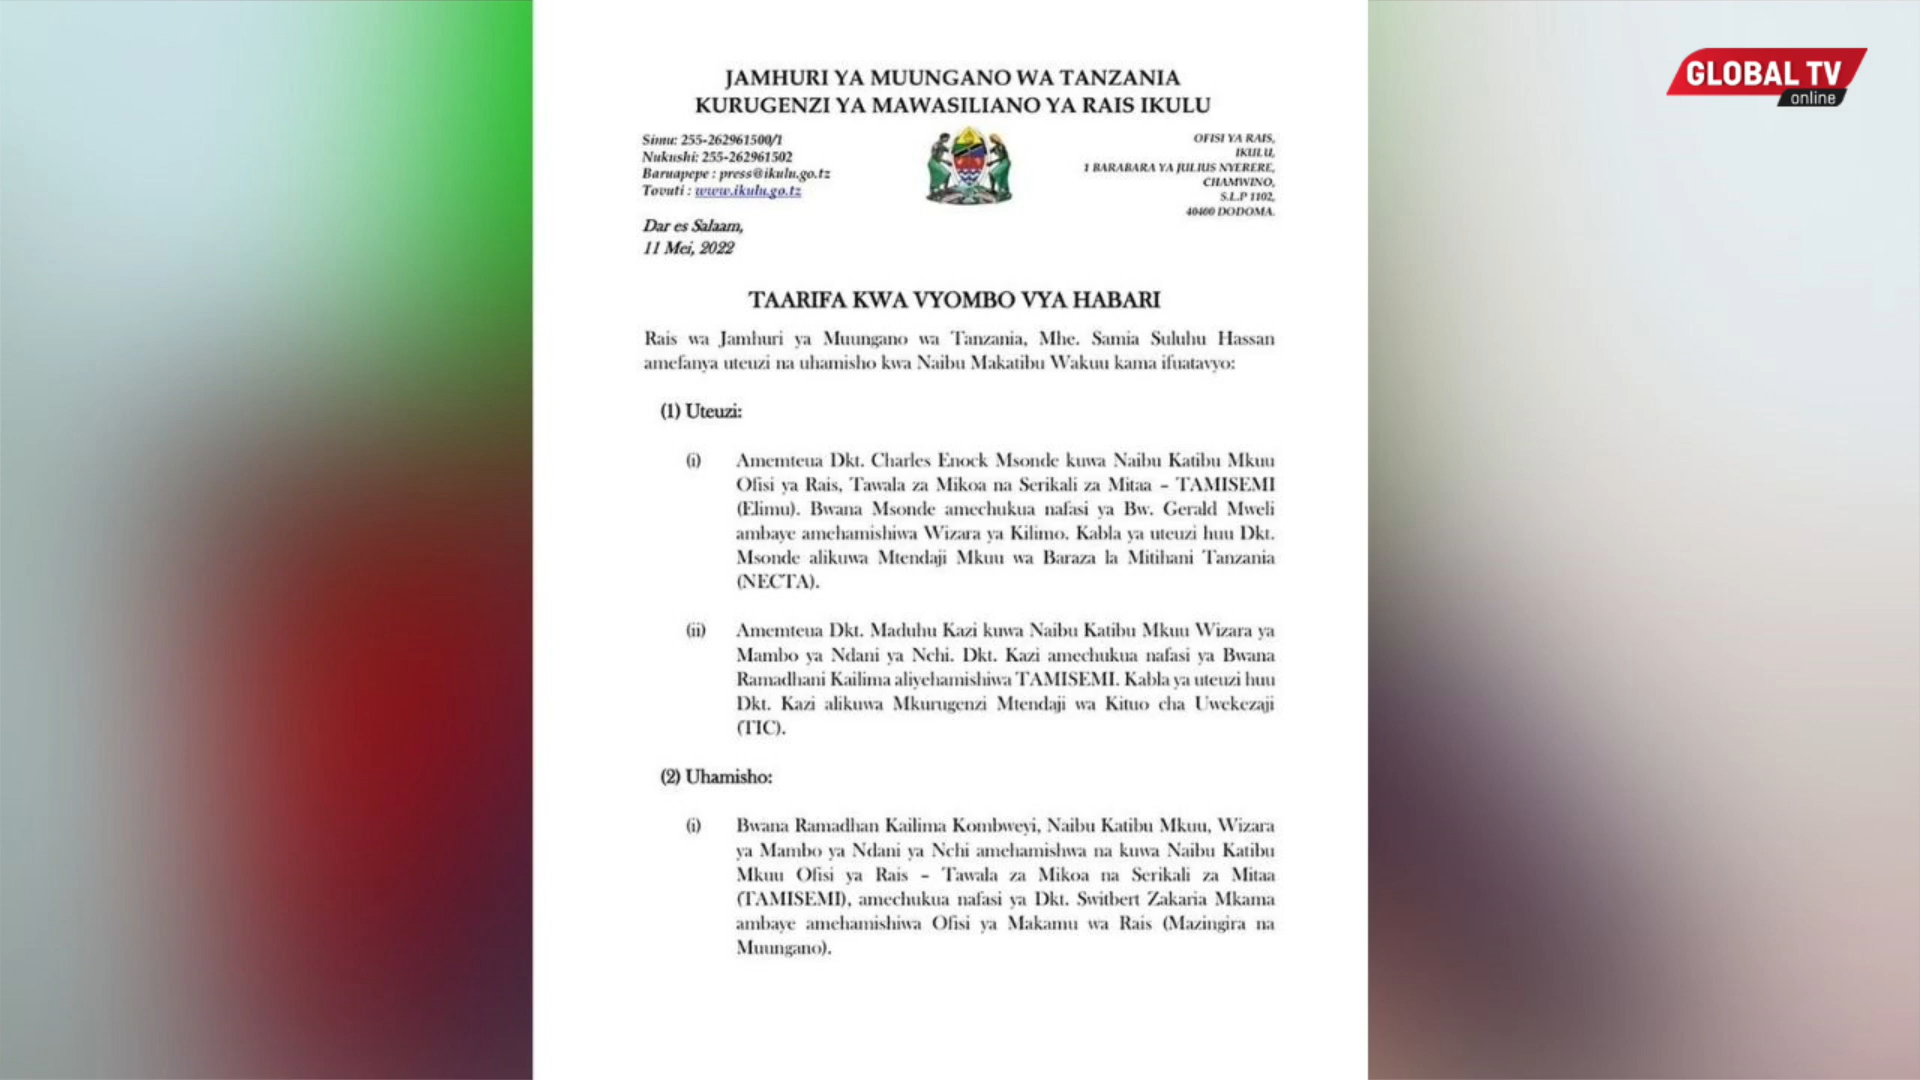 JAMHURI YA MUUNGANO WA TANZANIA
KURUGENZI YA MAWASILIANO YA RAIS IKULU
Simu: 255-262961500/1
Nukushi: 255-262961502
Baruapepe : press@ikulu.go.tz
Tovuti : www.ikulu.go.tz
OFISI YA RAIS,
IKULU,
1 BARABARA YA JULIUS NYERERE,
CHAMWINO,
S.L.P 1102,
40400 DODOMA.
Dar es Salaam,
11 Mei, 2022
TAARIFA KWA VYOMBO VYA HABARI
Rais wa Jamhuri ya Muungano wa Tanzania, Mhe. Samia Suluhu Hassan
amefanya uteuzi na uhamisho kwa Naibu Makatibu Wakuu kama ifuatavyo:
(1) Uteuzi:
(i) Amemteua Dkt. Charles Enock Msonde kuwa Naibu Katibu Mkuu
Ofisi ya Rais, Tawala za Mikoa na Serikali za Mitaa – TAMISEMI
(Elimu). Bwana Msonde amechukua nafasi ya Bw. Gerald Mweli
ambaye amehamishiwa Wizara ya Kilimo. Kabla ya uteuzi huu Dkt.
Msonde alikuwa Mtendaji Mkuu wa Baraza la Mitihani Tanzania
(NECTA).
(ii) Amemteua Dkt. Maduhu Kazi kuwa Naibu Katibu Mkuu Wizara ya
Mambo ya Ndani ya Nchi. Dkt. Kazi amechukua nafasi ya Bwana
Ramadhani Kailima aliyehamishiwa TAMISEMI. Kabla ya uteuzi huu
Dkt. Kazi alikuwa Mkurugenzi Mtendaji wa Kituo cha Uwekezaji
(TIC).
(2) Uhamisho:
(i) Bwana Ramadhan Kailima Kombweyi, Naibu Katibu Mkuu, Wizara
ya Mambo ya Ndani ya Nchi amehamishwa na kuwa Naibu Katibu
Mkuu Ofisi ya Rais – Tawala za Mikoa na Serikali za Mitaa
(TAMISEMI), amechukua nafasi ya Dkt. Switbert Zakaria Mkama
ambaye amehamishiwa Ofisi ya Makamu wa Rais (Mazingira na
Muungano).
GLOBAL TV
online